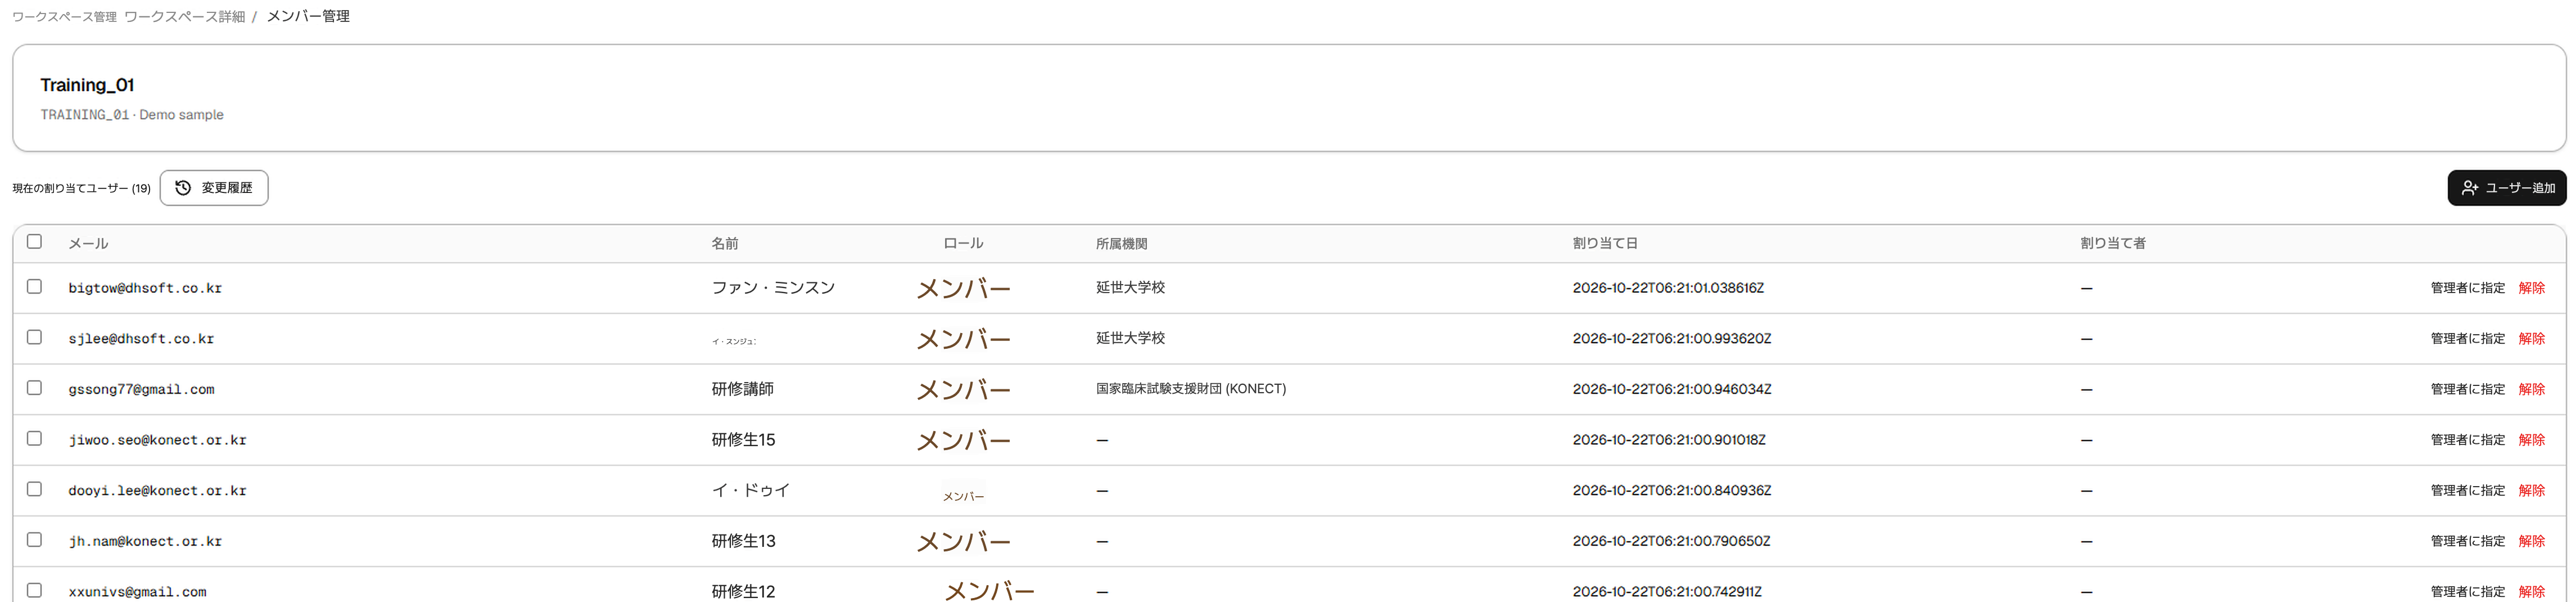 ワークスペース管理 ワークスペース詳細 / メンバー管理
Training_01
TRAINING_01 · Demo sample
現在の割り当てユーザー (19) 変更履歴 ユーザー追加
メール 名前 ロール 所属機関 割り当て日 割り当て者
bigtow@dhsoft.co.kr ファン・ミンスン メンバー 延世大学校 2026-10-22T06:21:01.038616Z — 管理者に指定 解除
sjlee@dhsoft.co.kr イ・スンジュ: メンバー 延世大学校 2026-10-22T06:21:00.993620Z — 管理者に指定 解除
gssong77@gmail.com 研修講師 メンバー 国家臨床試験支援財団 (KONECT) 2026-10-22T06:21:00.946034Z — 管理者に指定 解除
jiwoo.seo@konect.or.kr 研修生15 メンバー — 2026-10-22T06:21:00.901018Z — 管理者に指定 解除
dooyi.lee@konect.or.kr イ・ドゥイ メンバー — 2026-10-22T06:21:00.840936Z — 管理者に指定 解除
jh.nam@konect.or.kr 研修生13 メンバー — 2026-10-22T06:21:00.790650Z — 管理者に指定 解除
xxunivs@gmail.com 研修生12 メンバー — 2026-10-22T06:21:00.742911Z — 管理者に指定 解除